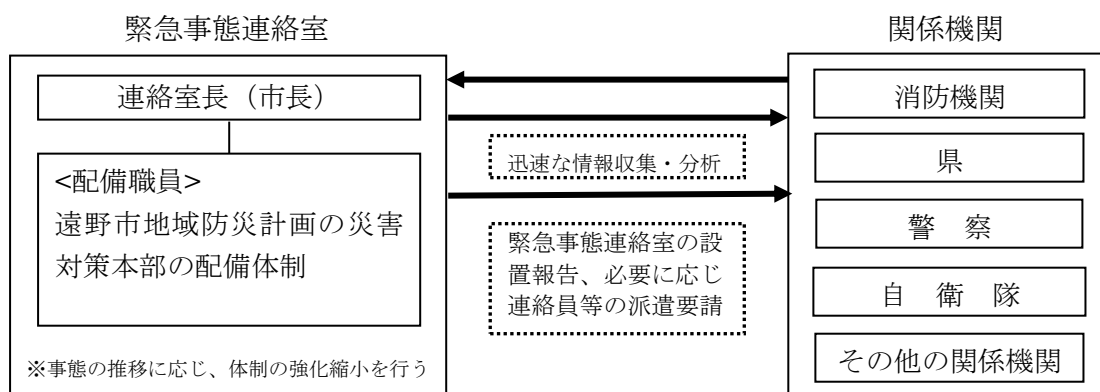 緊急事態連絡室
関係機関
連絡室長（市長）
<配備職員>
遠野市地域防災計画の災害
対策本部の配備体制
※事態の推移に応じ、体制の強化縮小を行う
迅速な情報収集・分析
緊急事態連絡室の設
置報告、必要に応じ
連絡員等の派遣要請
消防機関
県
警　察
自　衛　隊
その他の関係機関